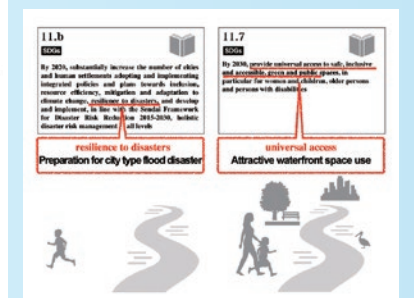 11.b
SDGs
By 2020, substantially increase the number of cities
and human settlements adopting and implementing
integrated policies and plans towards inclusion,
resource efficiency, mitigation and adaptation to
climate change, resilience to disasters, and develop
and implement, in line with the Sendai Framework
for Disaster Risk Reduction 2015-2030, holistic
disaster risk management at all levels
resilience to disasters
Preparation for city type flood disaster
11.7
SDGs
By 2030, provide universal access to safe, inclusive
and accessible, green and public spaces, in
particular for women and children, older persons
and persons with disabilities
universal access
Attractive waterfront space use